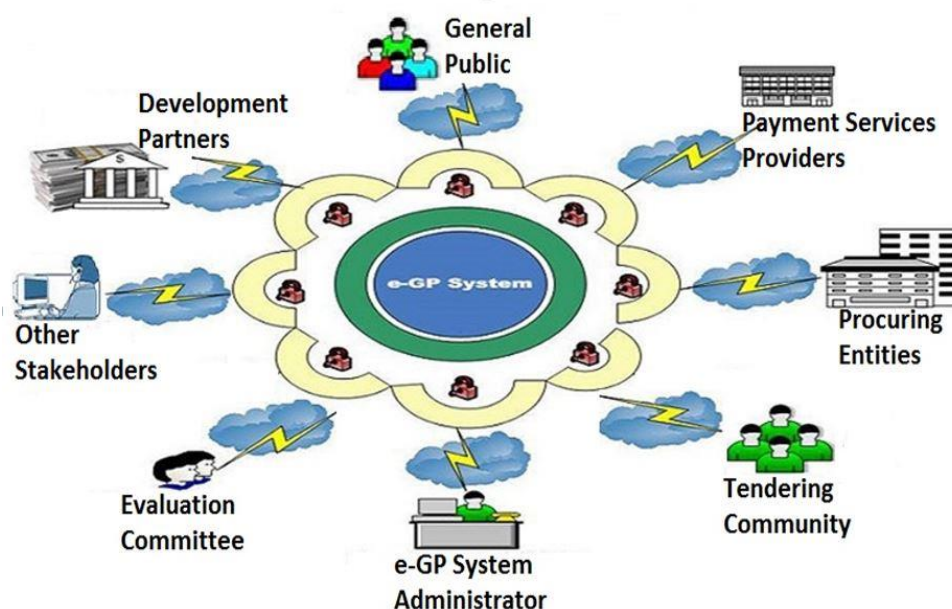 General
Public
Development
Partners
Payment Services
Providers
$
e-GP System
Other
Stakeholders
Procuring
Entities
Evaluation
Committee
Tendering
Community
e-GP System
Administrator